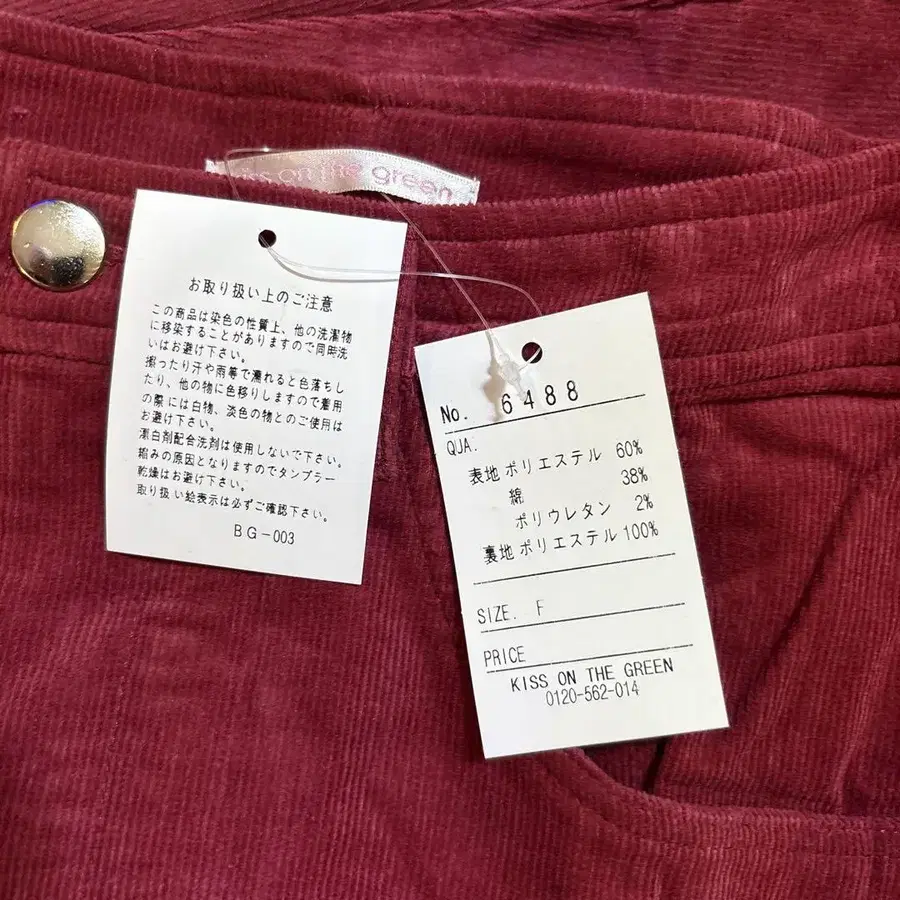 kiss on the green
お取り扱い上のご注意
この商品は染色の性質上、他の洗濯物
に移染することがありますので同時洗
いはお避け下さい。
擦ったり汗や雨等で濡れると色落ちし
たり、他の物に色移りしますので着用
の際には白物、淡色の物とのご使用は
お避け下さい。
漂白剤配合洗剤は使用しないで下さい。
縮みの原因となりますのでタンブラー
乾燥はお避け下さい。
取り扱い絵表示は必ずご確認下さい。
BG-003
No. 6488
QUA.
表地 ポリエステル 60%
綿 38%
ポリウレタン 2%
裏地 ポリエステル 100%
SIZE. F
PRICE
KISS ON THE GREEN
0120-562-014